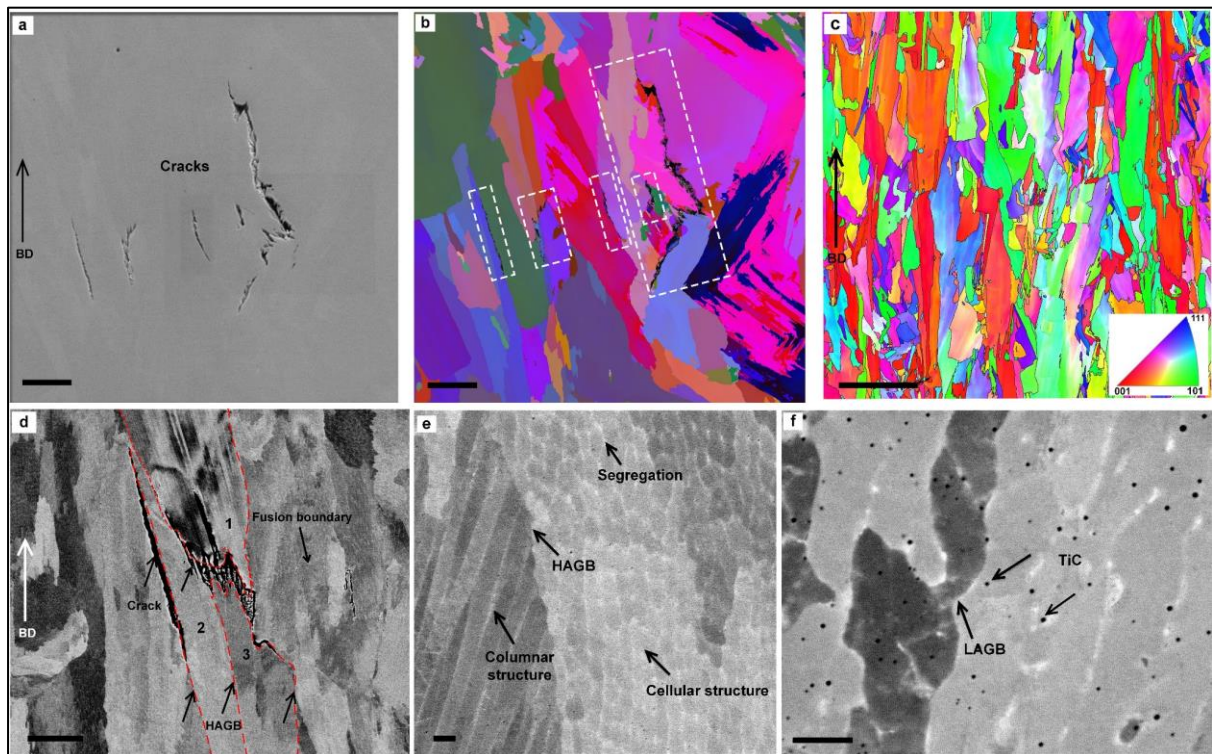 a
Cracks
BD
b
c
BD
111
001
101
d
1
Fusion boundary
BD
Crack
2
3
HAGB
e
Segregation
HAGB
Columnar
structure
Cellular structure
f
TiC
LAGB